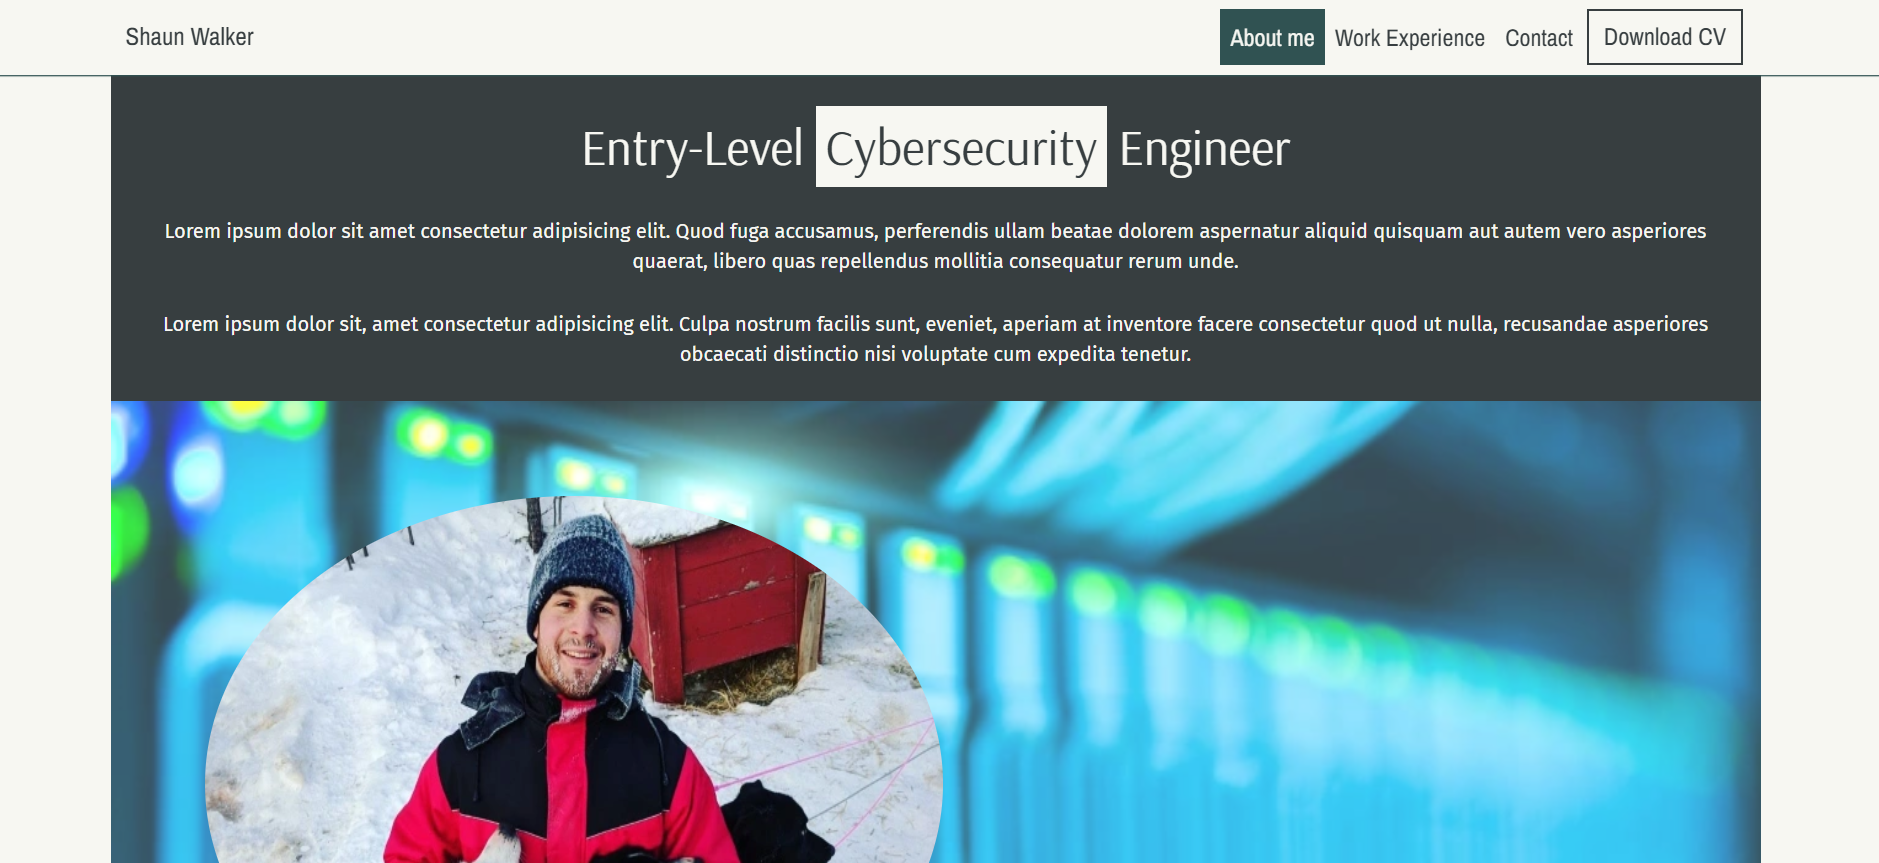 Shaun Walker
About me Work Experience Contact Download CV
Entry-Level Cybersecurity Engineer
Lorem ipsum dolor sit amet consectetur adipisicing elit. Quod fuga accusamus, perferendis ullam beatae dolorem aspernatur aliquid quisquam aut autem vero asperiores
quaerat, libero quas repellendus mollitia consequatur rerum unde.
Lorem ipsum dolor sit, amet consectetur adipisicing elit. Culpa nostrum facilis sunt, eveniet, aperiam at inventore facere consectetur quod ut nulla, recusandae asperiores
obcaecati distinctio nisi voluptate cum expedita tenetur.